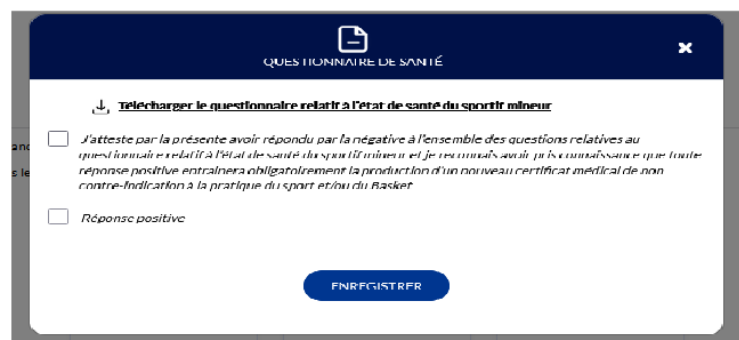 QUESTIONNAIRE DE SANTÉ
Télécharger le questionnaire relatif à l'état de santé du sportif mineur
J'atteste par la présente avoir répondu par la négative à l'ensemble des questions relatives au
questionnaire relatif à l'état de santé du sportif mineur et je reconnais avoir pris connaissance que toute
réponse positive entrainera obligatoirement la production d'un nouveau certificat médical de non
contre-indication à la pratique du sport et/ou du Basket
Réponse positive
ENREGISTRER